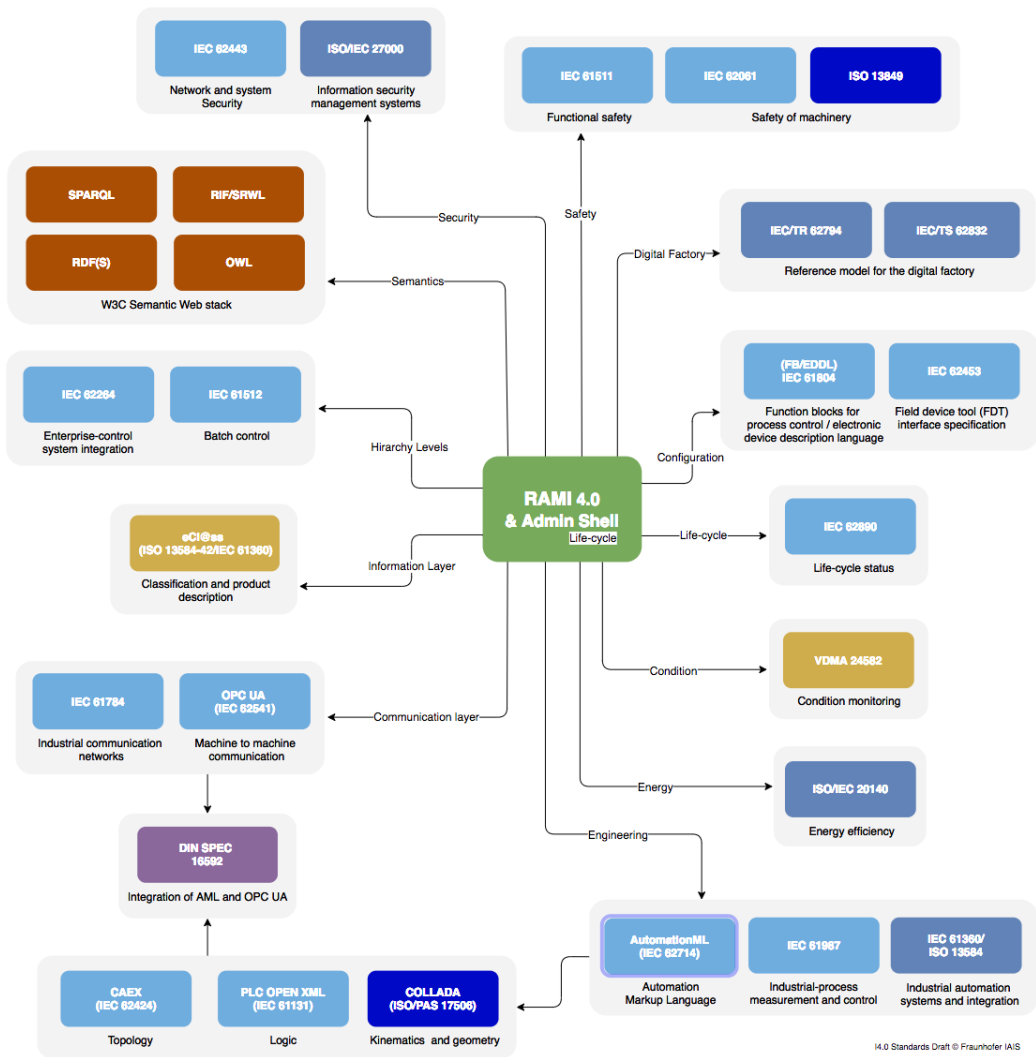 IEC 62443
ISO/IEC 27000
Network and system
Security
Information security
management systems
IEC 61511
IEC 62061
ISO 13849
Functional safety
Safety of machinery
SPARQL
RIF/SRWL
RDF(S)
OWL
W3C Semantic Web stack
Security
Safety
Semantics
Digital Factory
IEC/TR 62794
IEC/TS 62832
Reference model for the digital factory
IEC 62264
IEC 61512
Enterprise-control
system integration
Batch control
Hirarchy Levels
(FB/EDDL)
IEC 61804
IEC 62453
Function blocks for
process control / electronic
device description language
Field device tool (FDT)
interface specification
Configuration
RAMI 4.0
& Admin Shell
Life-cycle
Life-cycle
IEC 62890
Life-cycle status
eCl@ss
(ISO 13584-42/IEC 61360)
Classification and product
description
Information Layer
VDMA 24582
Condition monitoring
Condition
IEC 61784
OPC UA
(IEC 62541)
Industrial communication
networks
Machine to machine
communication
Communication layer
Energy
ISO/IEC 20140
Energy efficiency
Engineering
DIN SPEC
16592
Integration of AML and OPC UA
AutomationML
(IEC 62714)
IEC 61987
IEC 61360/
ISO 13584
Automation
Markup Language
Industrial-process
measurement and control
Industrial automation
systems and integration
CAEX
(IEC 62424)
PLC OPEN XML
(IEC 61131)
COLLADA
(ISO/PAS 17506)
Topology
Logic
Kinematics and geometry
I4.0 Standards Draft © Fraunhofer IAIS